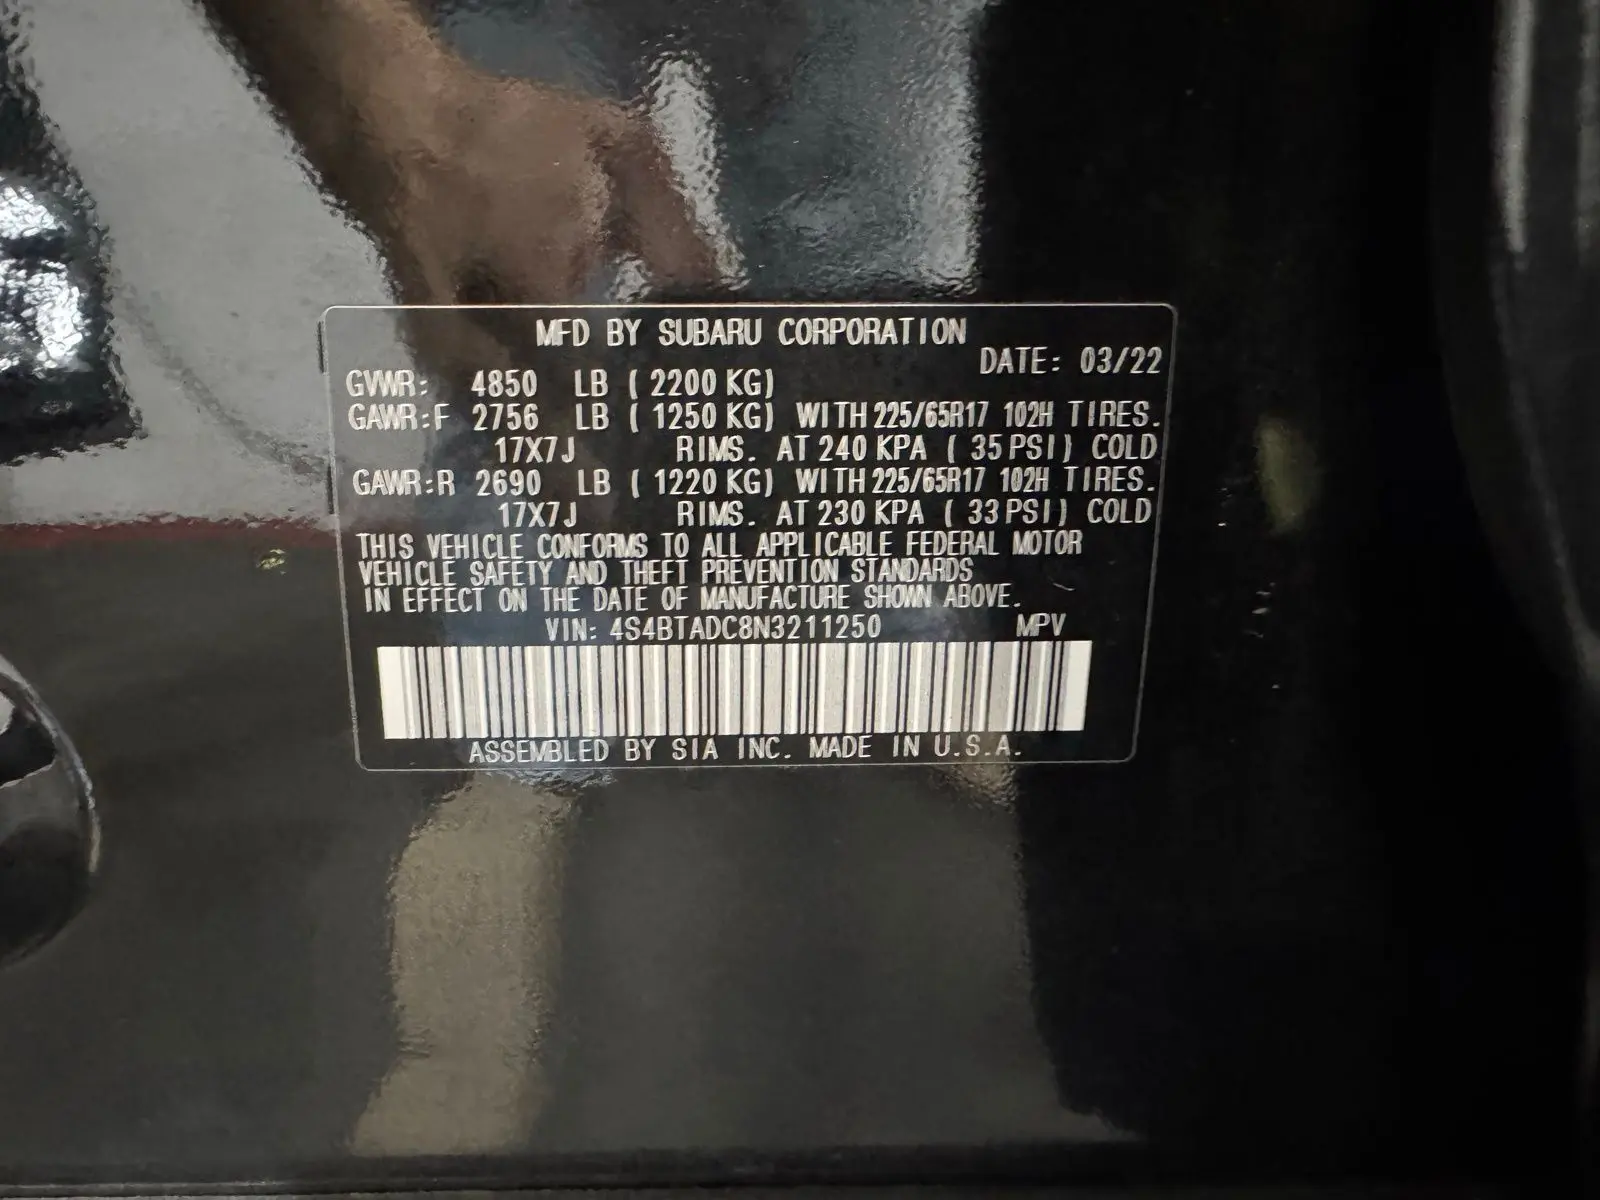 MFD BY SUBARU CORPORATION
DATE: 03/22
GVWR: 4850 LB ( 2200 KG)
GAWR:F 2756 LB ( 1250 KG) WITH 225/65R17 102H TIRES.
17X7J RIMS. AT 240 KPA ( 35 PSI) COLD
GAWR:R 2690 LB ( 1220 KG) WITH 225/65R17 102H TIRES.
17X7J RIMS. AT 230 KPA ( 33 PSI) COLD
THIS VEHICLE CONFORMS TO ALL APPLICABLE FEDERAL MOTOR
VEHICLE SAFETY AND THEFT PREVENTION STANDARDS
IN EFFECT ON THE DATE OF MANUFACTURE SHOWN ABOVE.
VIN: 4S4BTADC8N3211250 MPV
ASSEMBLED BY SIA INC. MADE IN U.S.A.